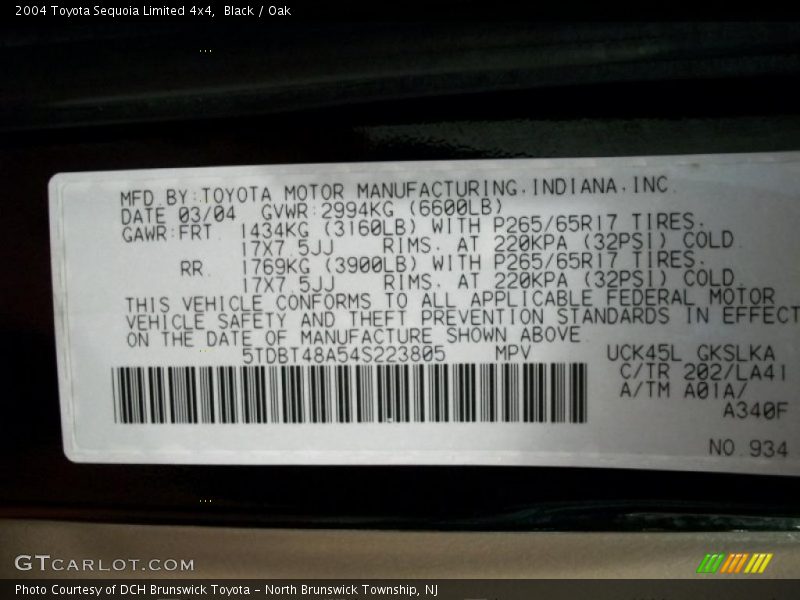 2004 Toyota Sequoia Limited 4x4, Black / Oak
MFD.BY:TOYOTA MOTOR MANUFACTURING.INDIANA.INC.
DATE 03/04 GVWR:2994KG (6600LB)
GAWR:FRT 1434KG (3160LB) WITH P265/65R17 TIRES.
17X7.5JJ RIMS. AT 220KPA (32PSI) COLD
RR. 1769KG (3900LB) WITH P265/65R17 TIRES.
17X7.5JJ RIMS. AT 220KPA (32PSI) COLD.
THIS VEHICLE CONFORMS TO ALL APPLICABLE FEDERAL MOTOR
VEHICLE SAFETY AND THEFT PREVENTION STANDARDS IN EFFECT
ON THE DATE OF MANUFACTURE SHOWN ABOVE
5TDBT48A54S223805 MPV UCK45L GKSLKA
C/TR 202/LA41
A/TM A01A/
A340F
NO 934
GTCARLOT.COM
Photo Courtesy of DCH Brunswick Toyota - North Brunswick Township, NJ